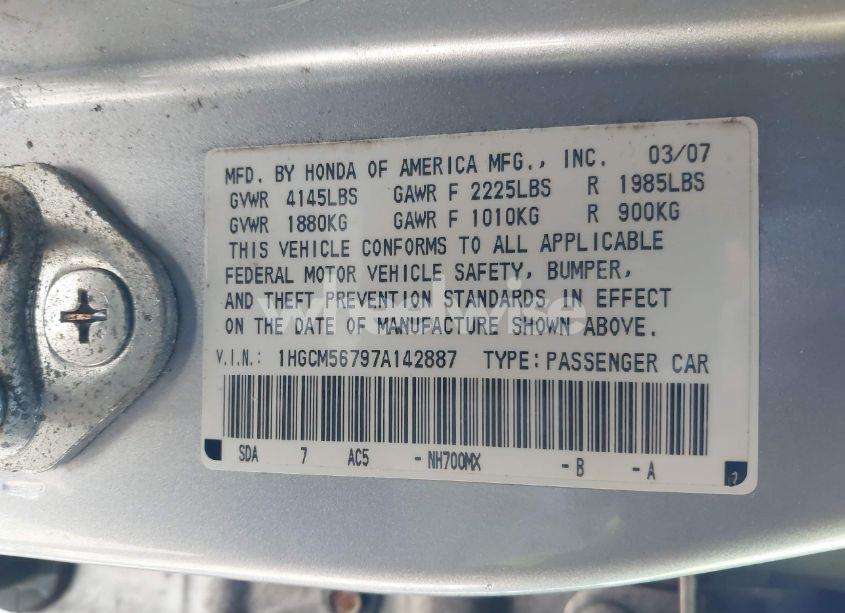 MFD. BY HONDA OF AMERICA MFG., INC. 03/07
GVWR 4145LBS GAWR F 2225LBS R 1985LBS
GVWR 1880KG GAWR F 1010KG R 900KG
THIS VEHICLE CONFORMS TO ALL APPLICABLE
FEDERAL MOTOR VEHICLE SAFETY, BUMPER,
AND THEFT PREVENTION STANDARDS IN EFFECT
ON THE DATE OF MANUFACTURE SHOWN ABOVE.
wheelwise
V.I.N.: 1HGCM56797A142887 TYPE: PASSENGER CAR
SDA 7 AC5 - NH700MX - B - A